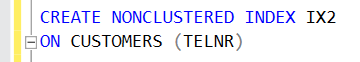 CREATE NONCLUSTERED INDEX IX2
ON CUSTOMERS (TELNR)